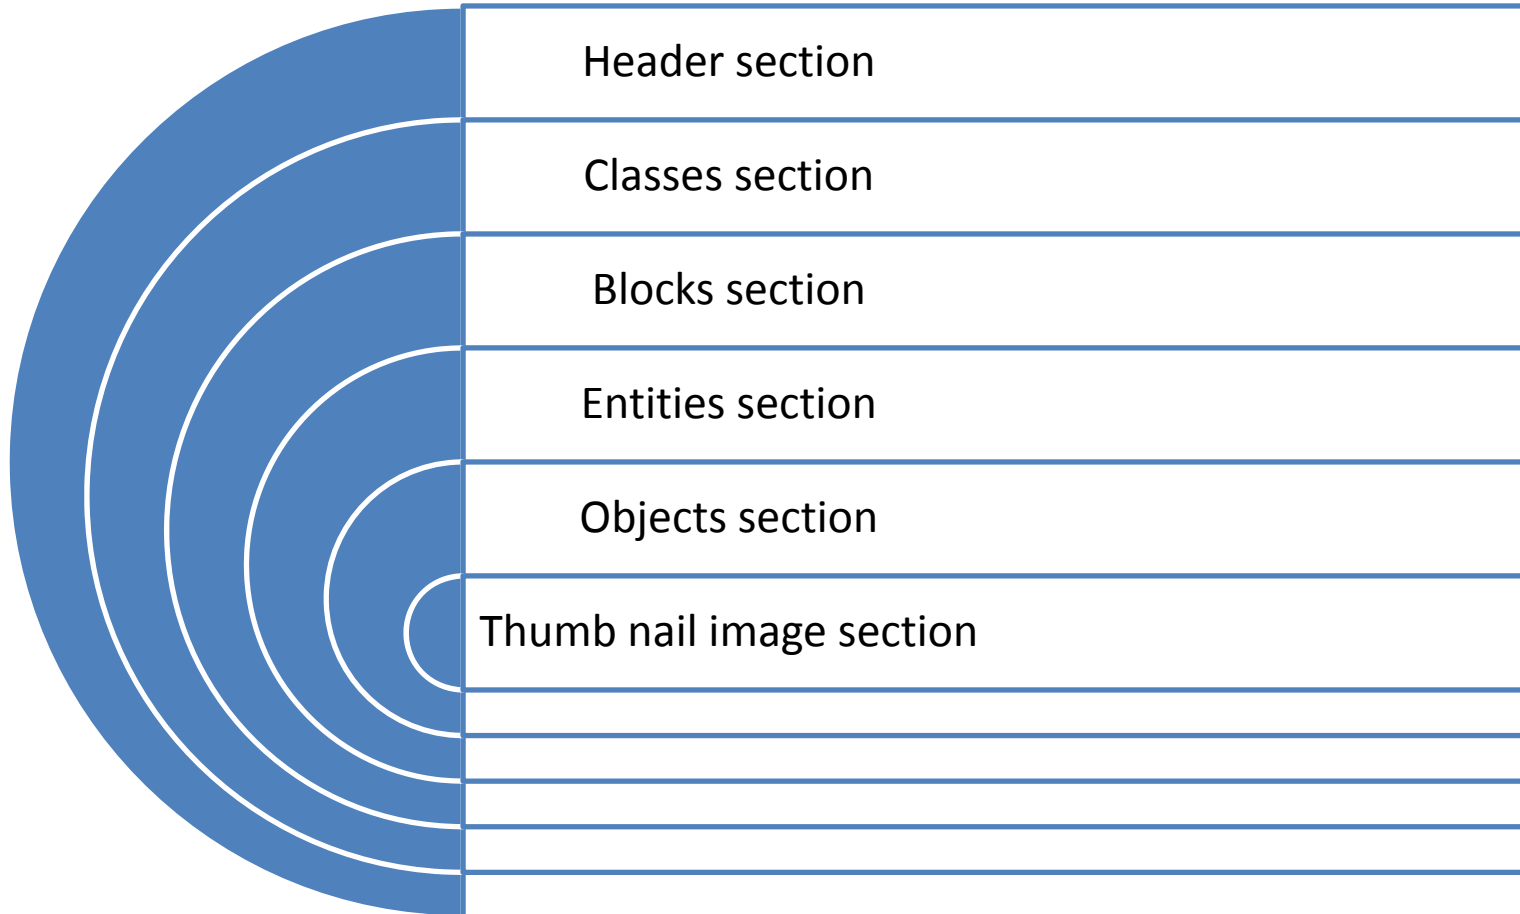 Header section
Classes section
Blocks section
Entities section
Objects section
Thumb nail image section